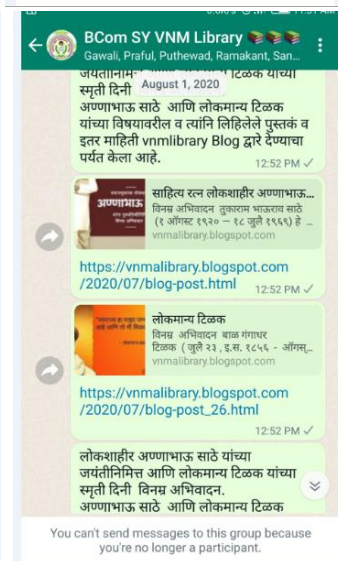 BCom SY VNM Library
Gawali, Praful, Puthewad, Ramakant, San...
टिळक यांच्या
स्मृती दिनी
August 1, 2020
अण्णाभाऊ साठे आणि लोकमान्य टिळक
यांच्या विषयावरील व त्यांनि लिहिलेले पुस्तकं व
इतर माहिती vnmlibrary Blog द्वारे देण्याचा
पर्यत केला आहे.
12:52 PM
अण्णाभाऊ
साहित्य रत्न लोकशाहीर अण्णाभाऊ...
विनम्र अभिवादन तुकाराम भाऊराव साठे
(१ ऑगस्ट १९२० – १८ जुलै १९६९) हे ...
vnmalibrary.blogspot.com
https://vnmalibrary.blogspot.com
/2020/07/blog-post.html
12:52 PM
लोकमान्य टिळक
विनम्र अभिवादन बाळ गंगाधर
टिळक ( जुलै २३ , इ.स. १८५६ - ऑगस्...
vnmalibrary.blogspot.com
https://vnmalibrary.blogspot.com
/2020/07/blog-post_26.html
12:52 PM
लोकशाहीर अण्णाभाऊ साठे यांच्या
जयंतीनिमित्त आणि लोकमान्य टिळक यांच्या
स्मृती दिनी विनम्र अभिवादन.
अण्णाभाऊ साठे आणि लोकमान्य टिळक
You can't send messages to this group because
you're no longer a participant.